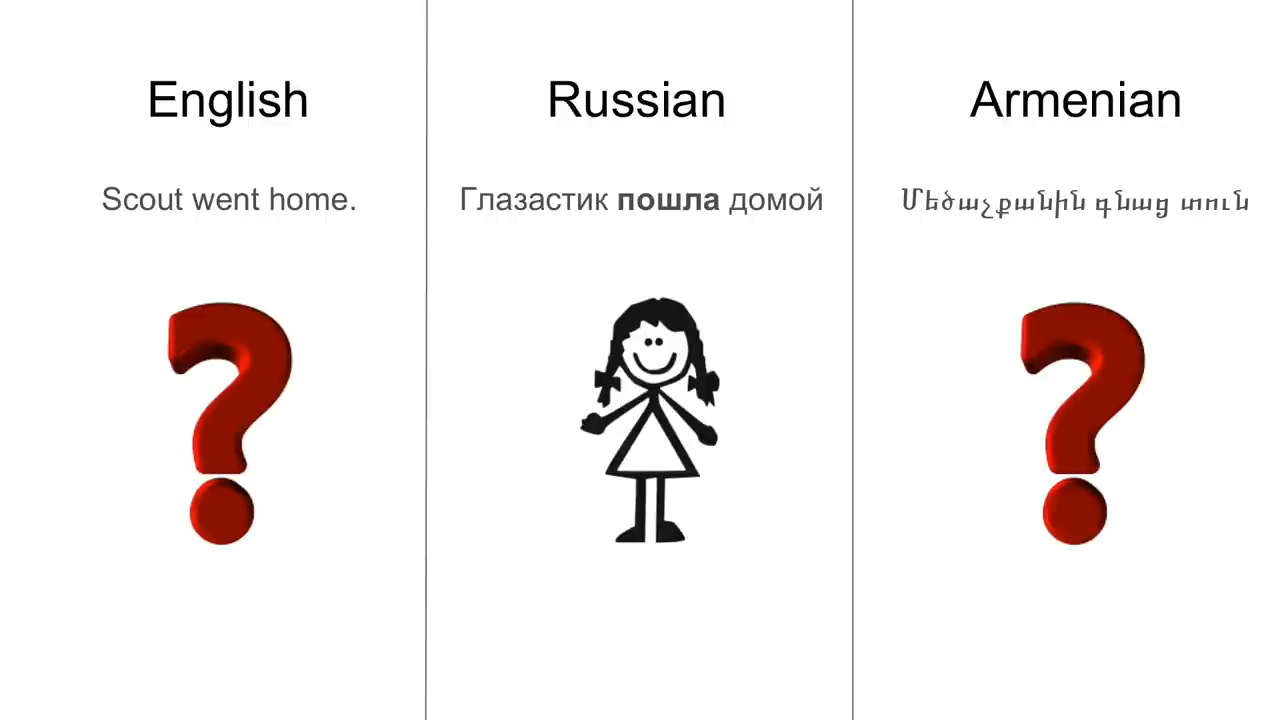 English
Scout went home.
Russian
Глазастик пошла домой
Armenian
Մեծաչքանին գնաց տուն